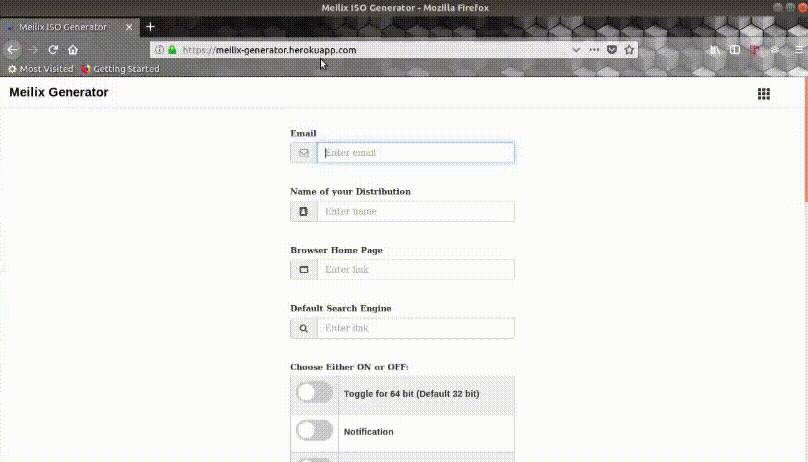 Meilix ISO Generator - Mozilla Firefox
Meilix ISO Generator
https://meilix-generator.herokuapp.com
Most Visited Getting Started
Meilix Generator
Email
Enter email
Name of your Distribution
Enter name
Browser Home Page
Enter link
Default Search Engine
Enter link
Choose Either ON or OFF:
Toggle for 64 bit (Default 32 bit)
Notification